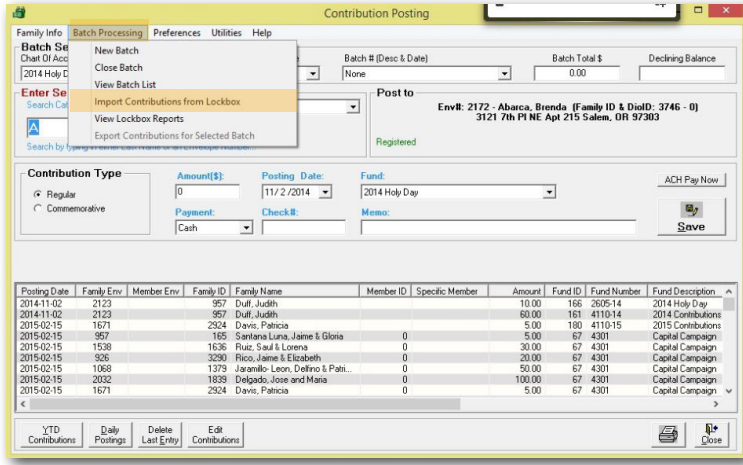 Contribution Posting
Family Info Batch Processing Preferences Utilities Help
New Batch
Close Batch
View Batch List
Import Contributions from Lockbox
View Lockbox Reports
Export Contributions for Selected Batch
Batch Se
Chart Of Acco
Batch # (Desc & Date)
Batch Total $
Declining Balance
2014 Holy D
None
0.00
Enter Se
Search Cat
A
Search by typing in either Last Name or an Envelope Number...
Post to
Env#: 2172 - Abarca, Brenda (Family ID & DioID: 3746 - 0)
3121 7th Pl NE Apt 215 Salem, OR 97303
Registered
Contribution Type
Regular
Commemorative
Amount($): Posting Date: Fund:
0 11/ 2 /2014 2014 Holy Day
Payment: Check#: Memo:
Cash
ACH Pay Now
Save
Posting Date Family Env Member Env Family ID Family Name Member ID Specific Member Amount Fund ID Fund Number Fund Description
2014-11-02 2123 957 Duff, Judith 10.00 166 2605-14 2014 Holy Day
2014-11-02 2123 957 Duff, Judith 60.00 161 4110-14 2014 Contributions
2015-02-15 1671 2924 Davis, Patricia 5.00 180 4110-15 2015 Contributions
2015-02-15 957 165 Santana Luna, Jaime & Gloria 0 5.00 67 4301 Capital Campaign
2015-02-15 1538 1636 Ruiz, Saul & Lorena 0 30.00 67 4301 Capital Campaign
2015-02-15 926 3290 Rico, Jaime & Elizabeth 0 20.00 67 4301 Capital Campaign
2015-02-15 1068 1379 Jaramillo- Leon, Delfino & Patri... 0 50.00 67 4301 Capital Campaign
2015-02-15 2032 1839 Delgado, Jose and Maria 0 100.00 67 4301 Capital Campaign
2015-02-15 1671 2924 Davis, Patricia 0 5.00 67 4301 Capital Campaign
YTD Contributions
Daily Postings
Delete Last Entry
Edit Contributions
Close